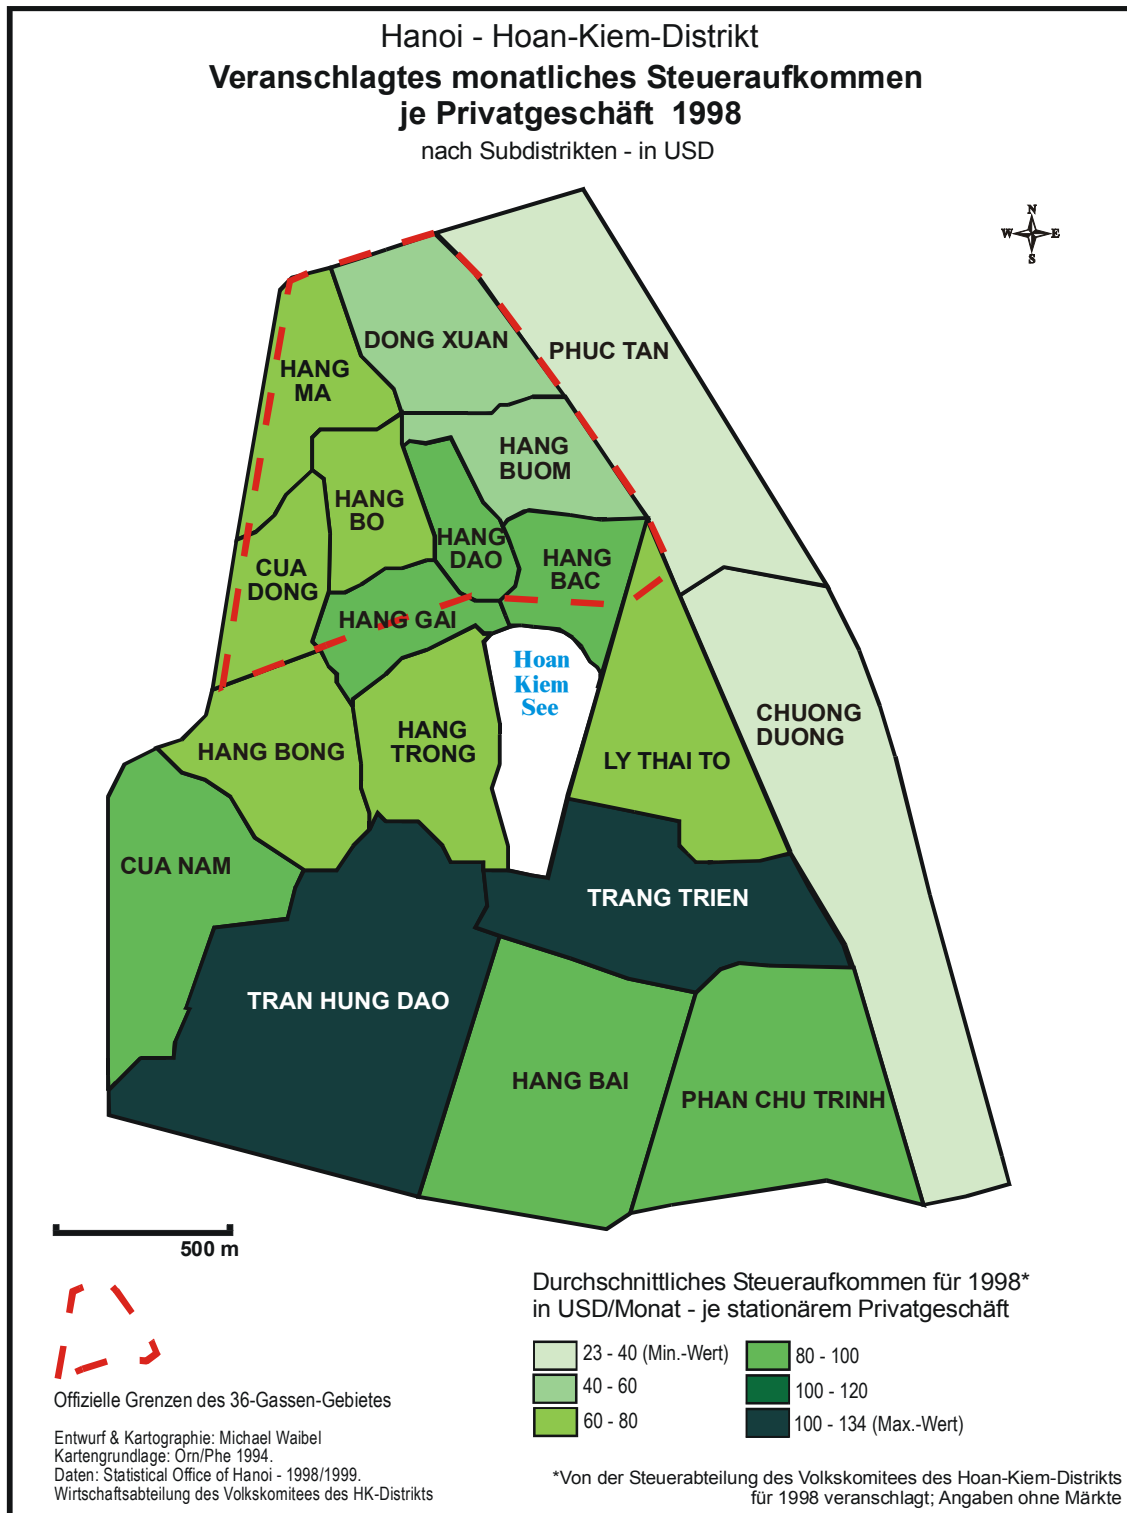 Hanoi - Hoan-Kiem-Distrikt
Veranschlagtes monatliches Steueraufkommen
je Privatgeschäft 1998
nach Subdistrikten - in USD
N
W
E
S
DONG XUAN
PHUC TAN
HANG
MA
HANG
BUOM
HANG
BO
HANG
DAO
HANG
BAC
CUA
DONG
HANG GAI
Hoan
Kiem
See
CHUONG
DUONG
HANG BONG
HANG
TRONG
LY THAI TO
CUA NAM
TRANG TRIEN
TRAN HUNG DAO
HANG BAI
PHAN CHU TRINH
500 m
Offizielle Grenzen des 36-Gassen-Gebietes
Entwurf & Kartographie: Michael Waibel
Kartengrundlage: Orn/Phe 1994.
Daten: Statistical Office of Hanoi - 1998/1999.
Wirtschaftsabteilung des Volkskomitees des HK-Distrikts
Durchschnittliches Steueraufkommen für 1998*
in USD/Monat - je stationärem Privatgeschäft
23 - 40 (Min.-Wert)
40 - 60
60 - 80
80 - 100
100 - 120
100 - 134 (Max.-Wert)
*Von der Steuerabteilung des Volkskomitees des Hoan-Kiem-Distrikts
für 1998 veranschlagt; Angaben ohne Märkte